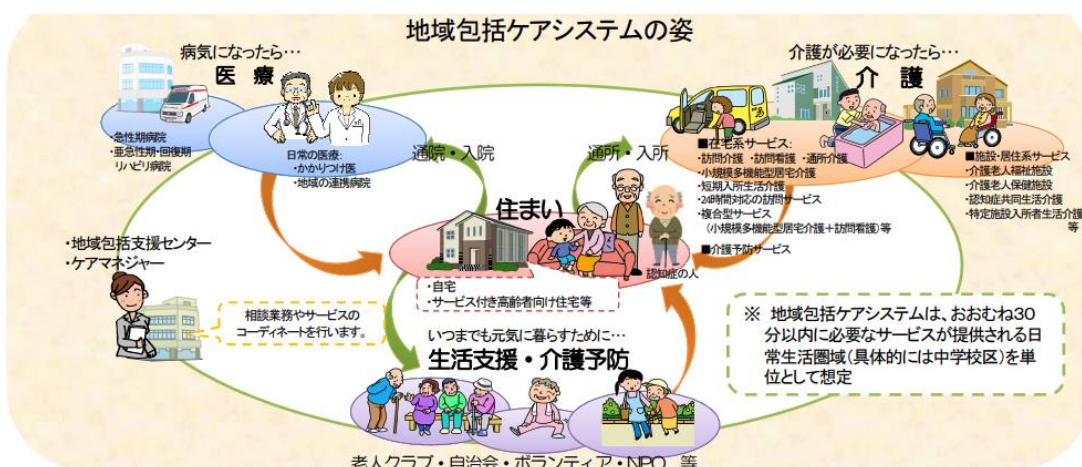 地域包括ケアシステムの姿
病気になったら…
医 療
・急性期病院
・亜急性期・回復期
リハビリ病院
日常の医療:
・かかりつけ医
・地域の連携病院
通院・入院
通所・入所
介護が必要になったら…
介 護
■在宅系サービス:
・訪問介護 ・訪問看護 ・通所介護
・小規模多機能型居宅介護
・短期入所生活介護
・24時間対応の訪問サービス
・複合型サービス
(小規模多機能型居宅介護+訪問看護)等
■介護予防サービス
■施設・居住系サービス
・介護老人福祉施設
・介護老人保健施設
・認知症共同生活介護
・特定施設入所者生活介護
等
住まい
認知症の人
・自宅
・サービス付き高齢者向け住宅等
・地域包括支援センター
・ケアマネジャー
相談業務やサービスの
コーディネートを行います。
いつまでも元気に暮らすために…
生活支援・介護予防
老人クラブ・自治会・ボランティア・NPO 等
※ 地域包括ケアシステムは、おおむね30
分以内に必要なサービスが提供される日
常生活圏域(具体的には中学校区)を単
位として想定